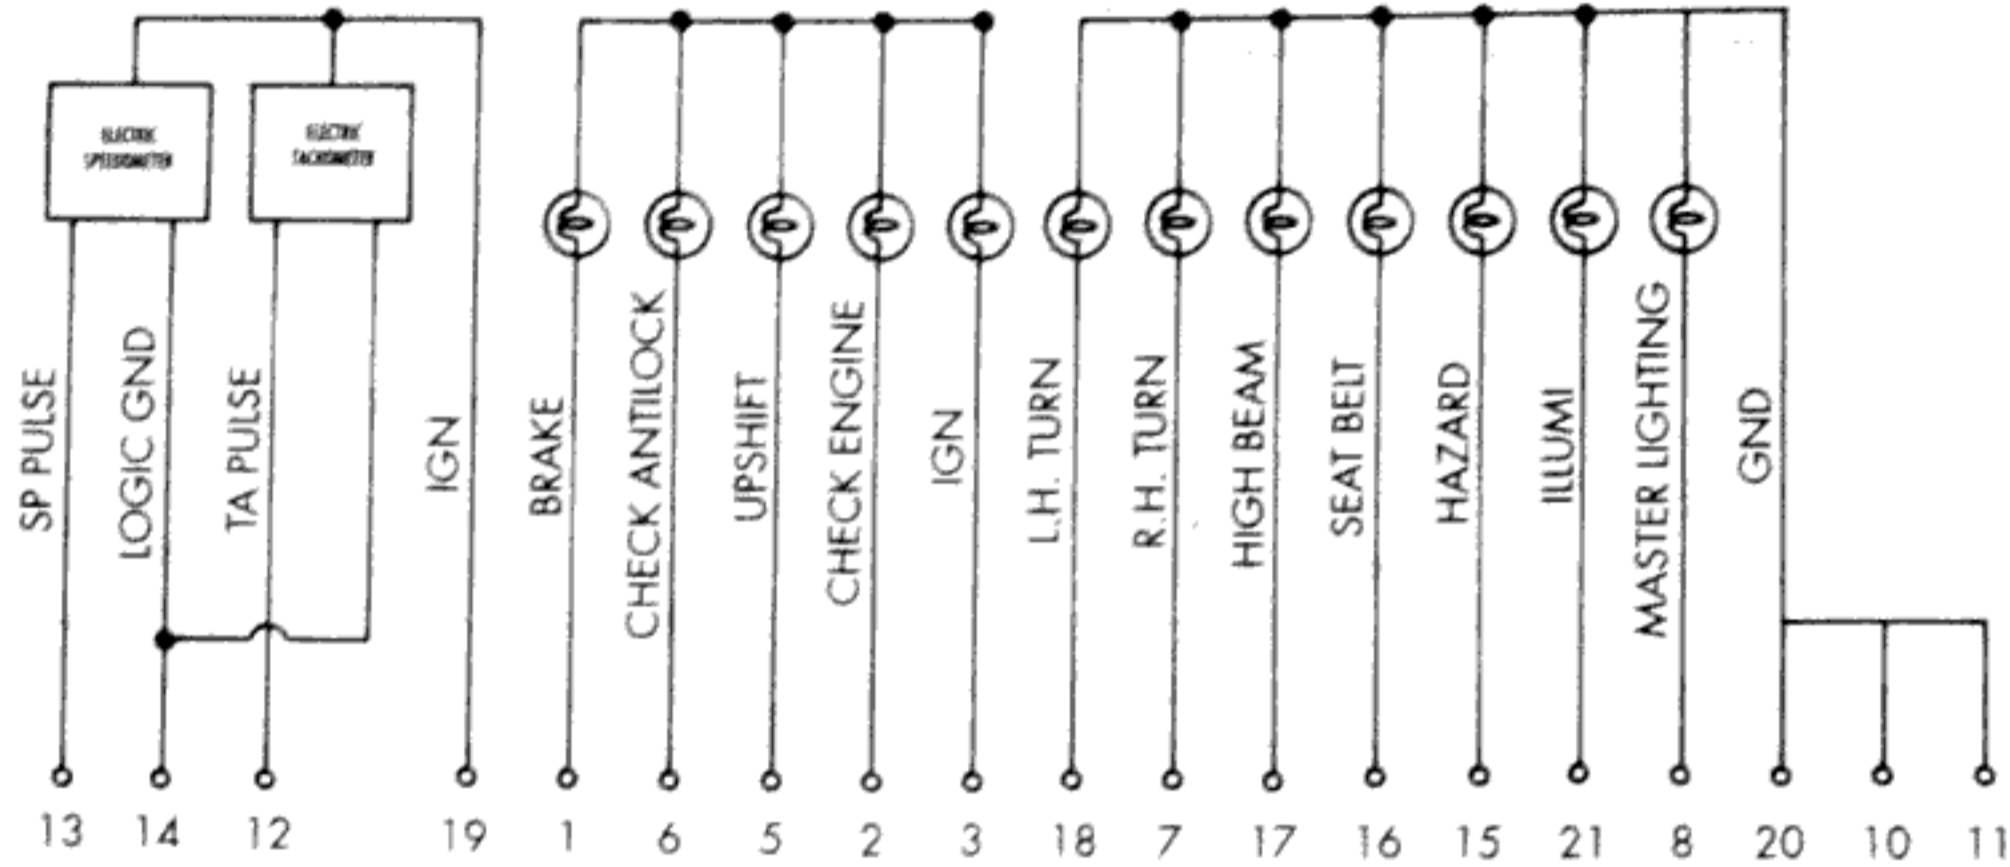 ELECTRIC
SPEEDOMETER
ELECTRIC
TACHOMETER
SP PULSE
LOGIC GND
TA PULSE
IGN
BRAKE
CHECK ANTILOCK
UPSHIFT
CHECK ENGINE
IGN
L.H. TURN
R.H. TURN
HIGH BEAM
SEAT BELT
HAZARD
ILLUMI
MASTER LIGHTING
GND
13 14 12 19 1 6 5 2 3 18 7 17 16 15 21 8 20 10 11